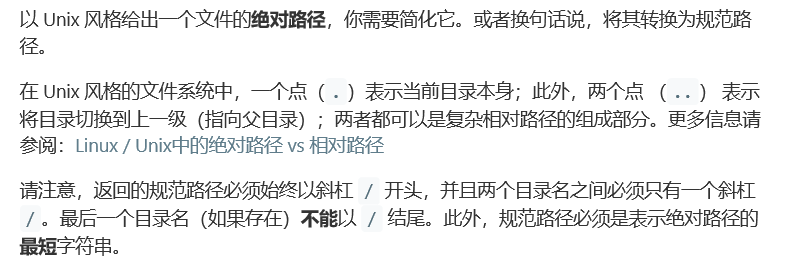 以 Unix 风格给出一个文件的绝对路径，你需要简化它。或者换句话说，将其转换为规范路
径。
在 Unix 风格的文件系统中，一个点（.）表示当前目录本身；此外，两个点 （..） 表示
将目录切换到上一级（指向父目录）；两者都可以是复杂相对路径的组成部分。更多信息请
参阅：Linux / Unix中的绝对路径 vs 相对路径
请注意，返回的规范路径必须始终以斜杠 / 开头，并且两个目录名之间必须只有一个斜杠
/ 。最后一个目录名（如果存在）不能以 / 结尾。此外，规范路径必须是表示绝对路径的
最短字符串。